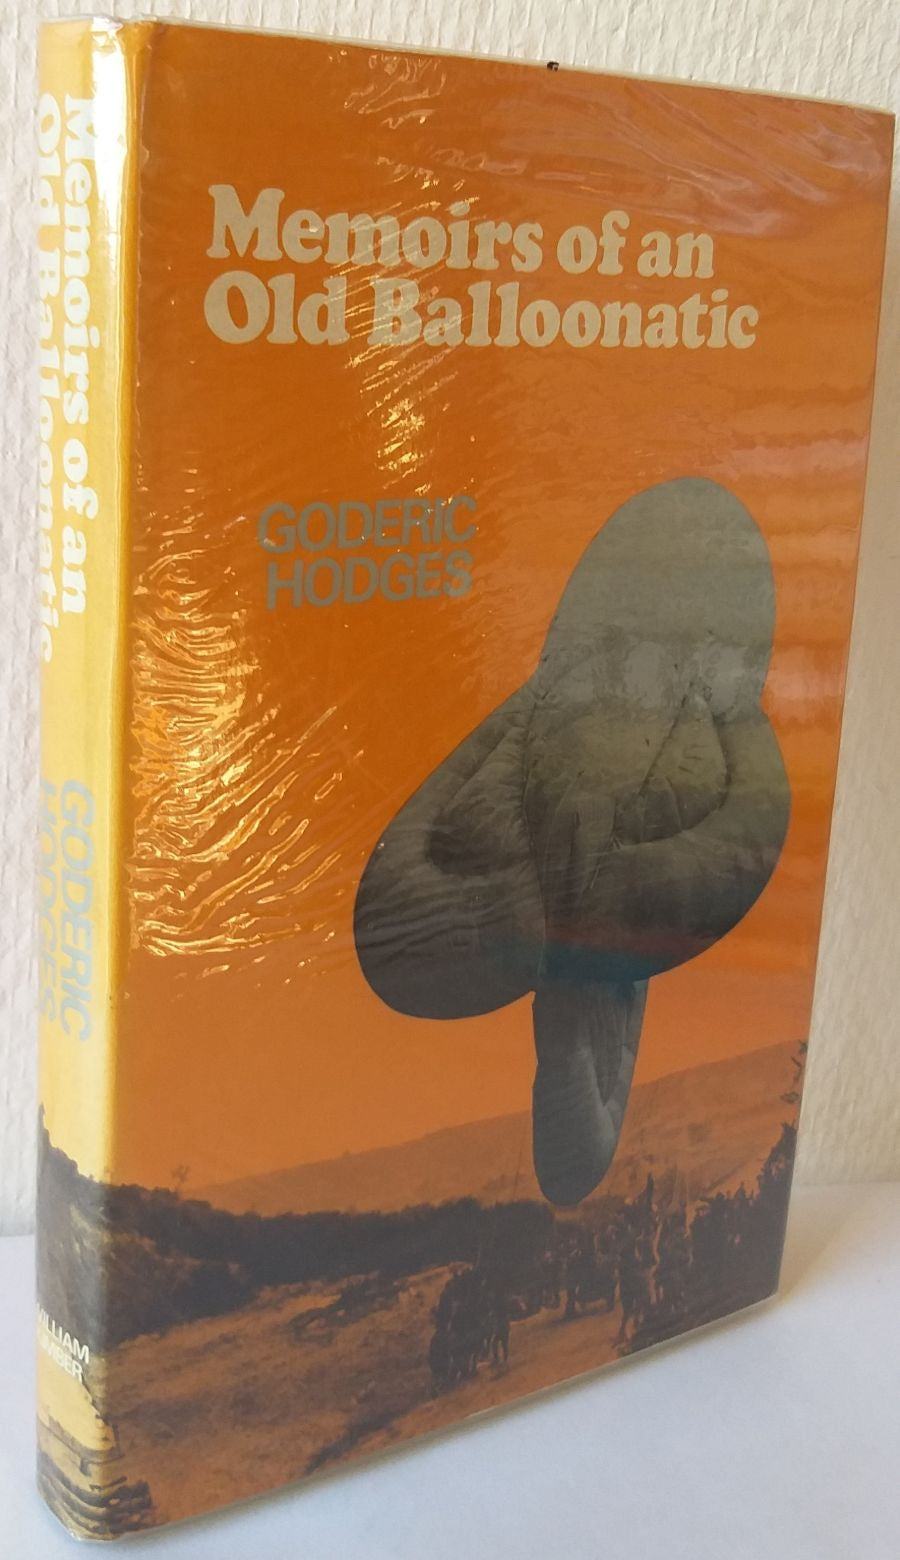 Memoirs of an
Old Balloonatic
GODERIC
HODGES
Memoirs of an
Old Balloonatic
GODERIC
HODGES
WILLIAM
KIMBER